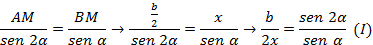 𝐴𝑀/𝑠𝑒𝑛 2𝛼 = 𝐵𝑀/𝑠𝑒𝑛 𝛼 → (𝑏/2)/𝑠𝑒𝑛 2𝛼 = 𝑥/𝑠𝑒𝑛 𝛼 → 𝑏/2𝑥 = 𝑠𝑒𝑛 2𝛼/𝑠𝑒𝑛 𝛼 (𝐼)